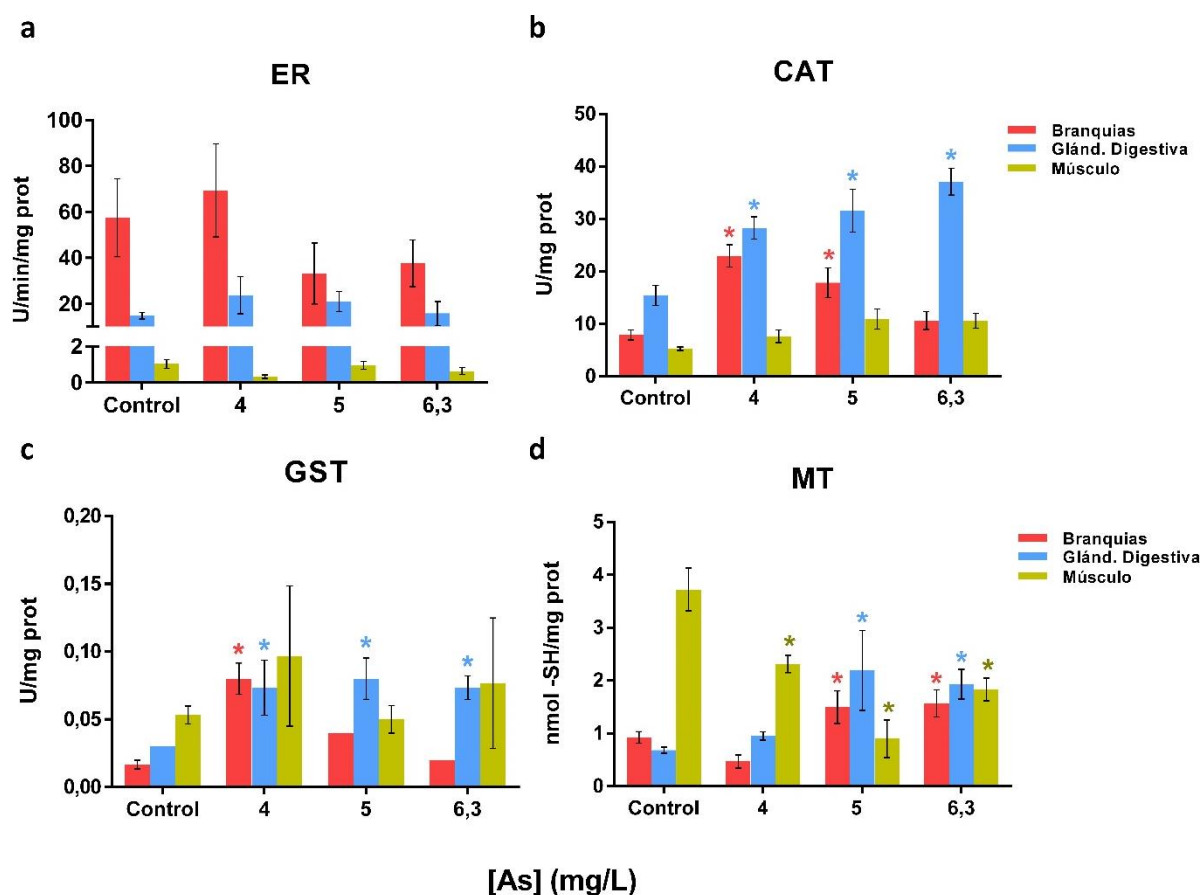 a
ER
U/min/mg prot
100
80
60
40
20
2
0
Control 4 5 6,3
b
CAT
U/mg prot
50
40
30
20
10
0
Control 4 5 6,3
* * * * *
Branquias
Gländ. Digestiva
Músculo
c
GST
U/mg prot
0,20
0,15
0,10
0,05
0,00
Control 4 5 6,3
* * * *
d
MT
nmol -SH/mg prot
5
4
3
2
1
0
Control 4 5 6,3
* * * * * * *
Branquias
Glánd. Digestiva
Músculo
[As] (mg/L)